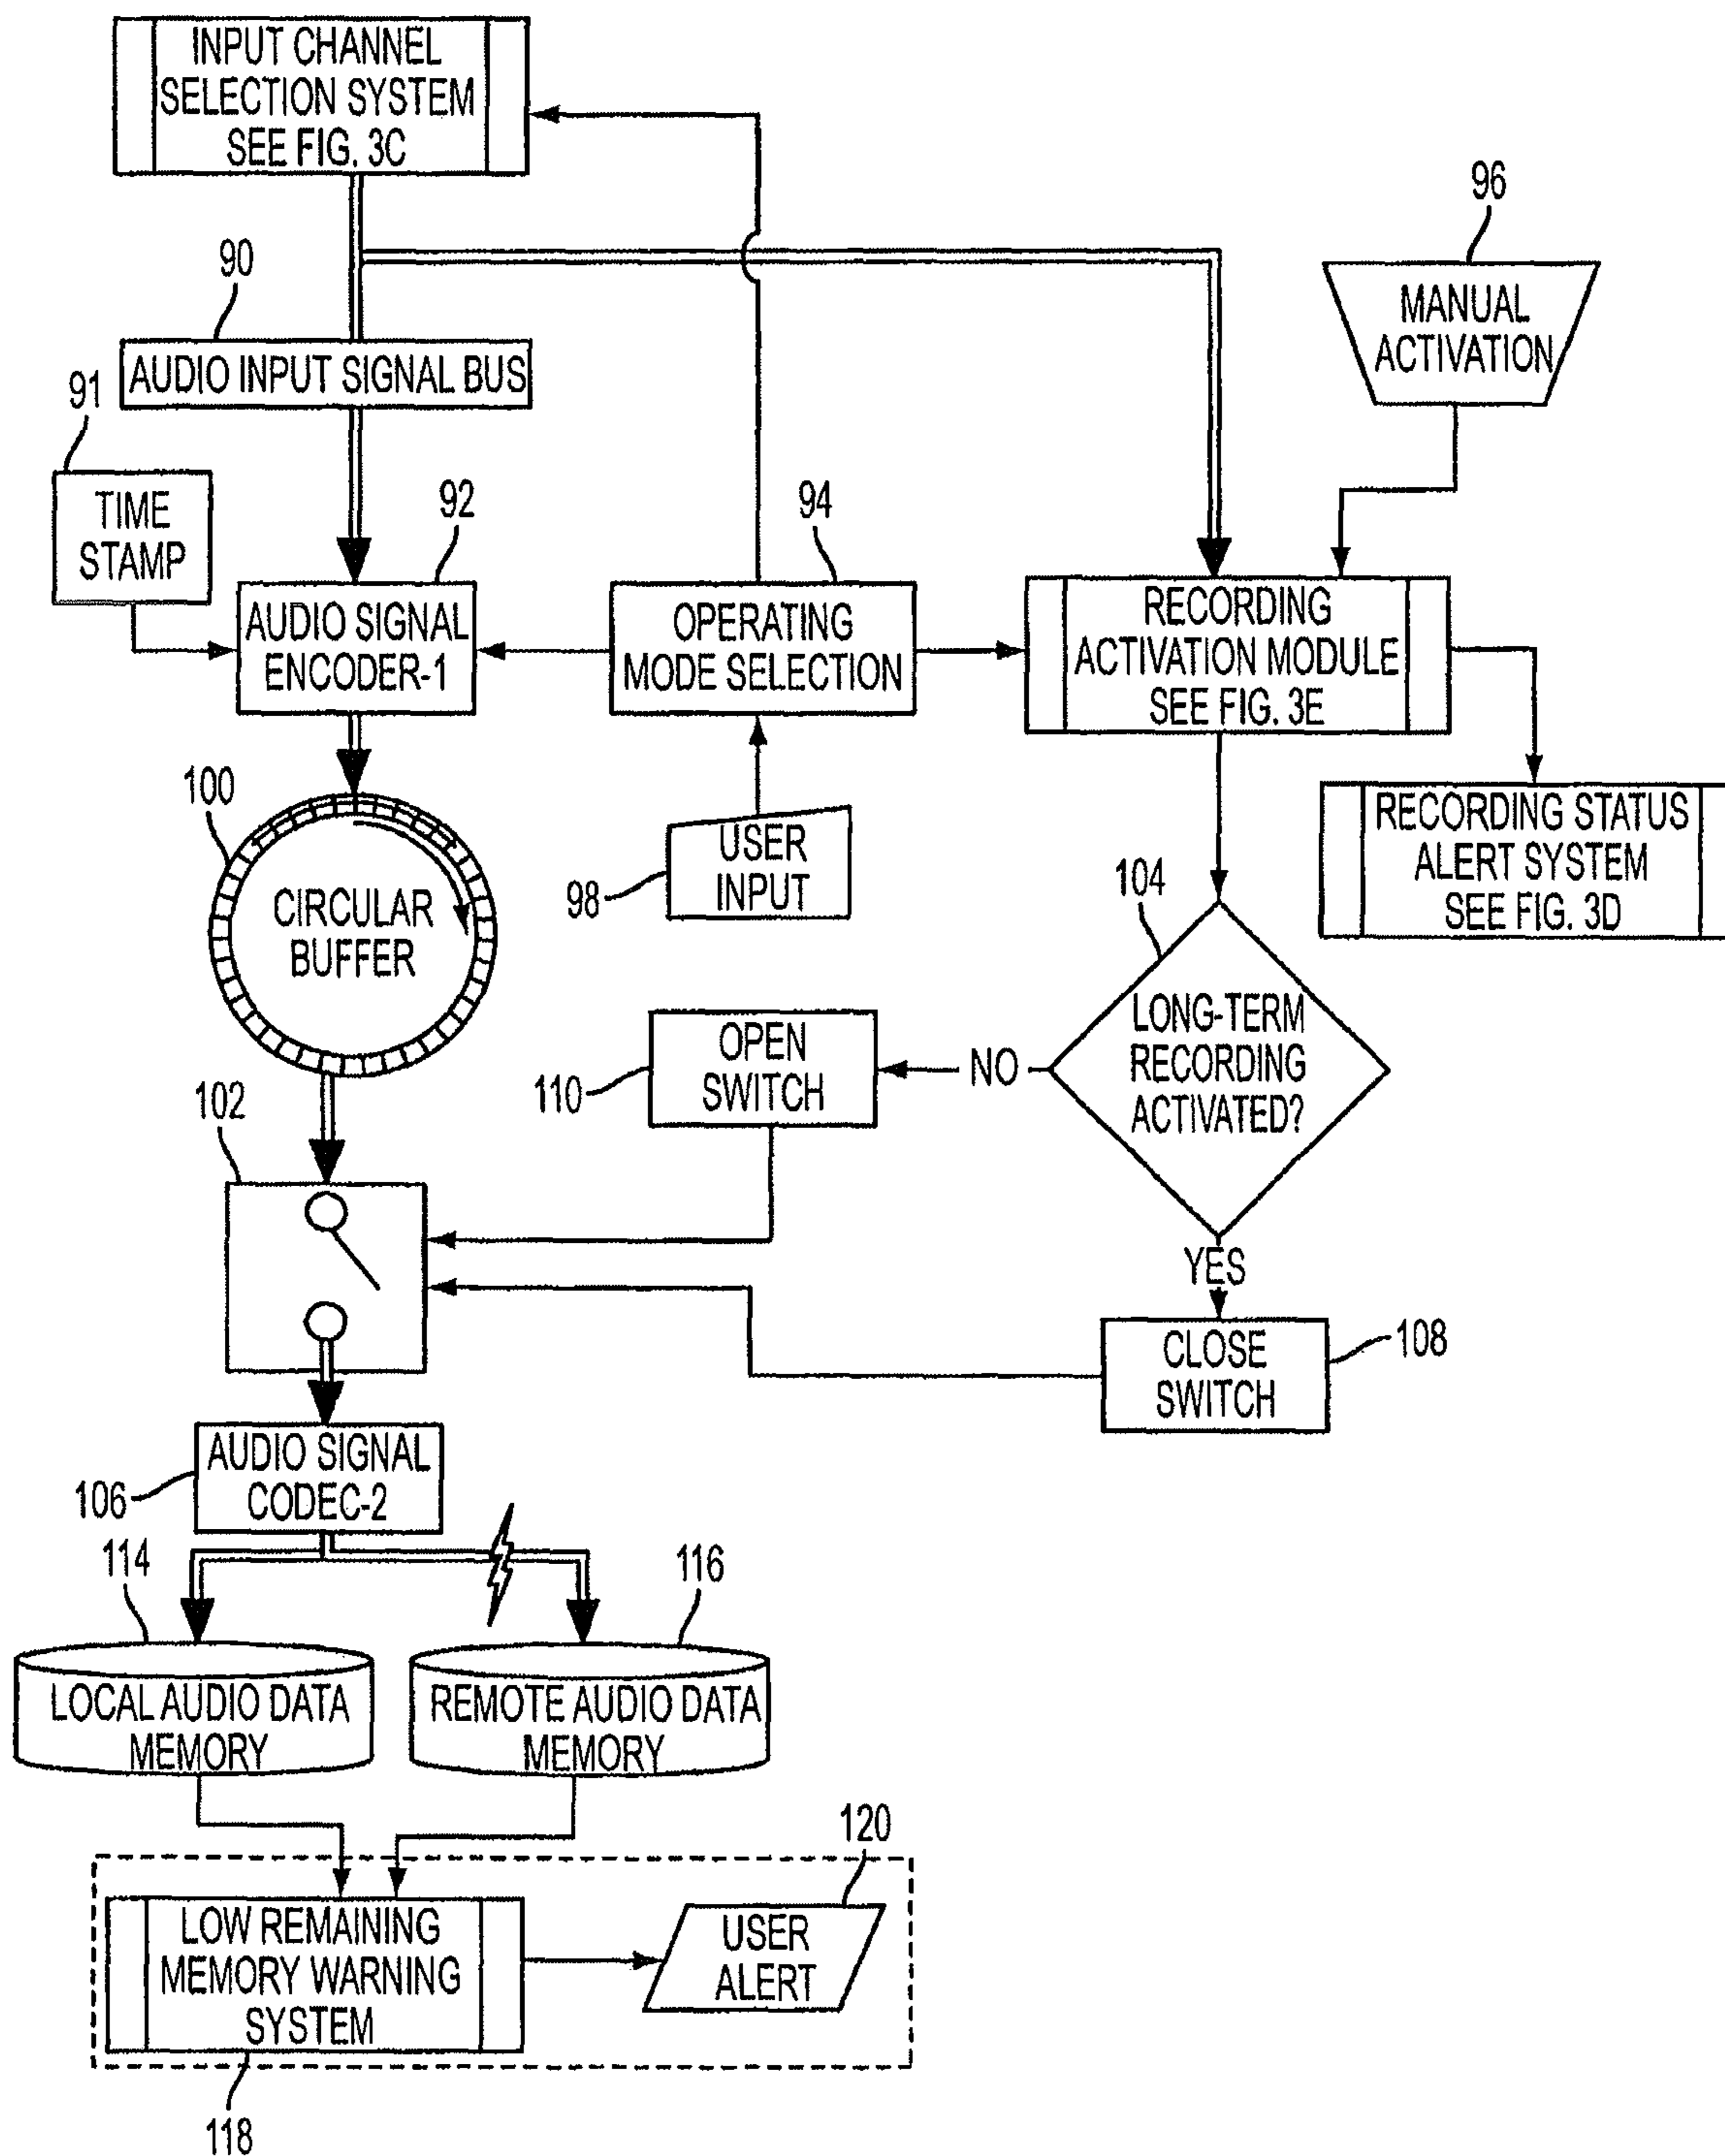 INPUT CHANNEL
SELECTION SYSTEM
SEE FIG. 3C
96
MANUAL
ACTIVATION
90
AUDIO INPUT SIGNAL BUS
91
TIME
STAMP
92
AUDIO SIGNAL
ENCODER-1
94
OPERATING
MODE SELECTION
RECORDING
ACTIVATION MODULE
SEE FIG. 3E
100
CIRCULAR
BUFFER
USER
INPUT
98
RECORDING STATUS
ALERT SYSTEM
SEE FIG. 3D
104
LONG-TERM
RECORDING
ACTIVATED?
NO
OPEN
SWITCH
110
102
YES
CLOSE
SWITCH
108
AUDIO SIGNAL
CODEC-2
106
114
LOCAL AUDIO DATA
MEMORY
116
REMOTE AUDIO DATA
MEMORY
LOW REMAINING
MEMORY WARNING
SYSTEM
118
120
USER
ALERT